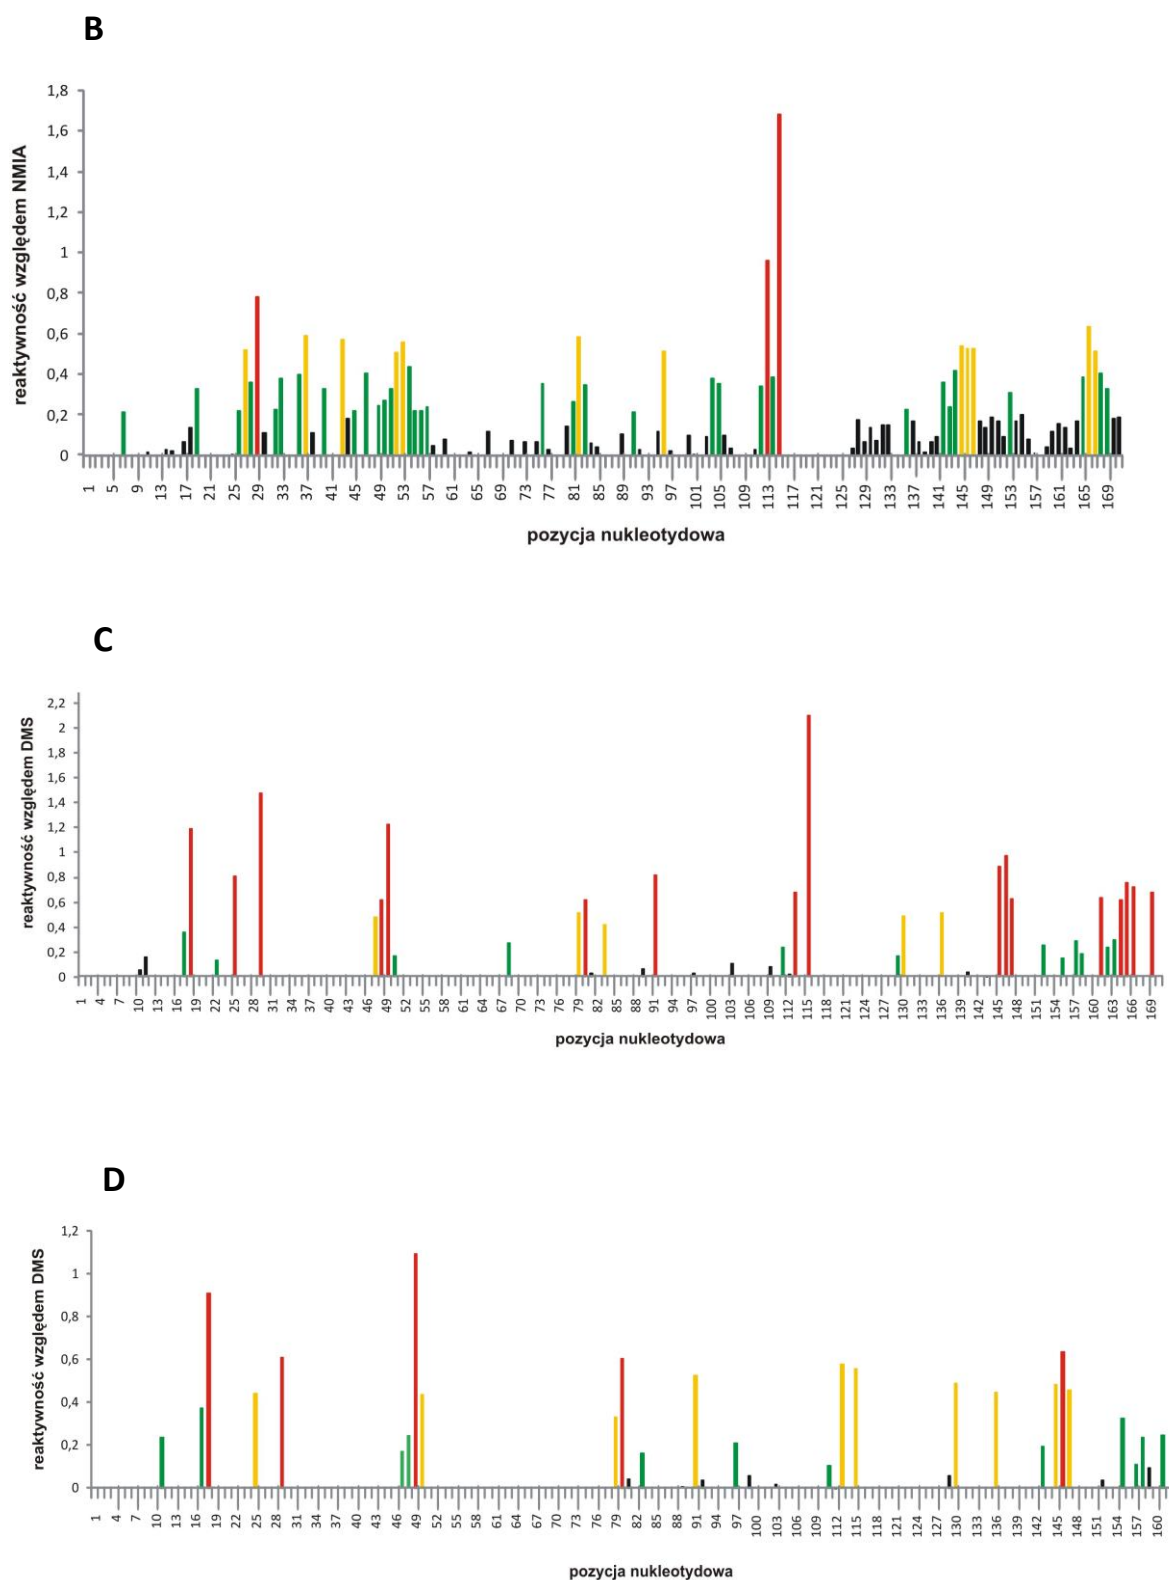 B
1,8
1,6
1,4
1,2
1
0,8
0,6
0,4
0,2
0
reaktywność względem NMIA
1 5 9 13 17 21 25 29 33 37 41 45 49 53 57 61 65 69 73 77 81 85 89 93 97 101 105 109 113 117 121 125 129 133 137 141 145 149 153 157 161 165 169
pozycja nukleotydowa
C
2,2
2
1,8
1,6
1,4
1,2
1
0,8
0,6
0,4
0,2
0
reaktywność względem DMS
1 4 7 10 13 16 19 22 25 28 31 34 37 40 43 46 49 52 55 58 61 64 67 70 73 76 79 82 85 88 91 94 97 100 103 106 109 112 115 118 121 124 127 130 133 136 139 142 145 148 151 154 157 160 163 166 169
pozycja nukleotydowa
D
1,2
1
0,8
0,6
0,4
0,2
0
reaktywność względem DMS
1 4 7 10 13 16 19 22 25 28 31 34 37 40 43 46 49 52 55 58 61 64 67 70 73 76 79 82 85 88 91 94 97 100 103 106 109 112 115 118 121 124 127 130 133 136 139 142 145 148 151 154 157 160
pozycja nukleotydowa